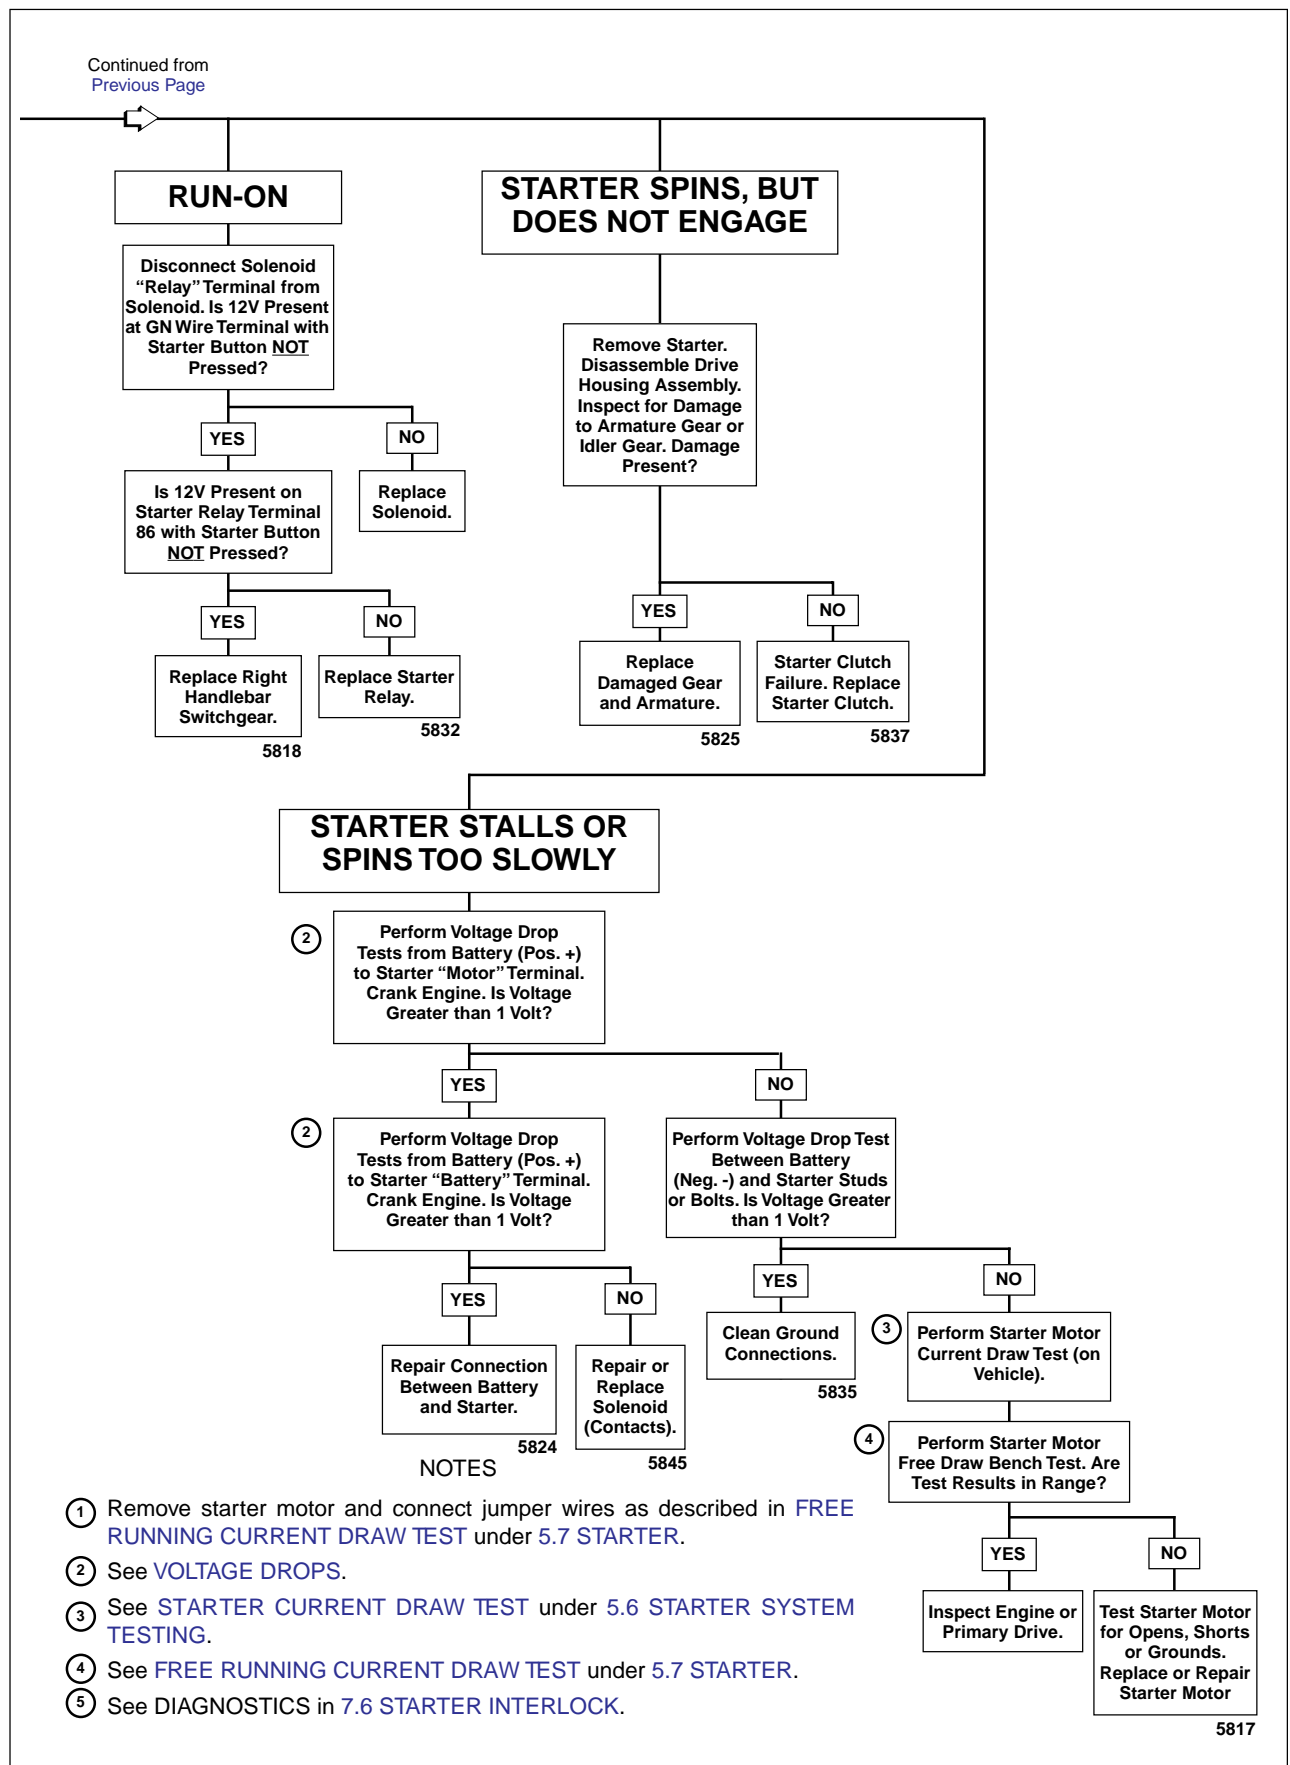 Continued from
Previous Page
RUN-ON
Disconnect Solenoid
“Relay” Terminal from
Solenoid. Is 12V Present
at GN Wire Terminal with
Starter Button NOT
Pressed?
YES
NO
Is 12V Present on
Starter Relay Terminal
86 with Starter Button
NOT Pressed?
Replace
Solenoid.
YES
NO
Replace Right
Handlebar
Switchgear.
5818
Replace Starter
Relay.
5832
STARTER SPINS, BUT
DOES NOT ENGAGE
Remove Starter.
Disassemble Drive
Housing Assembly.
Inspect for Damage
to Armature Gear or
Idler Gear. Damage
Present?
YES
NO
Replace
Damaged Gear
and Armature.
5825
Starter Clutch
Failure. Replace
Starter Clutch.
5837
STARTER STALLS OR
SPINS TOO SLOWLY
2
Perform Voltage Drop
Tests from Battery (Pos. +)
to Starter “Motor” Terminal.
Crank Engine. Is Voltage
Greater than 1 Volt?
YES
NO
2
Perform Voltage Drop
Tests from Battery (Pos. +)
to Starter “Battery” Terminal.
Crank Engine. Is Voltage
Greater than 1 Volt?
Perform Voltage Drop Test
Between Battery
(Neg. -) and Starter Studs
or Bolts. Is Voltage Greater
than 1 Volt?
YES
NO
Repair Connection
Between Battery
and Starter.
5824
Repair or
Replace
Solenoid
(Contacts).
5845
YES
NO
Clean Ground
Connections.
5835
3
Perform Starter Motor
Current Draw Test (on
Vehicle).
4
Perform Starter Motor
Free Draw Bench Test. Are
Test Results in Range?
YES
NO
Inspect Engine or
Primary Drive.
Test Starter Motor
for Opens, Shorts
or Grounds.
Replace or Repair
Starter Motor
5817
NOTES
1 Remove starter motor and connect jumper wires as described in FREE
RUNNING CURRENT DRAW TEST under 5.7 STARTER.
2 See VOLTAGE DROPS.
3 See STARTER CURRENT DRAW TEST under 5.6 STARTER SYSTEM
TESTING.
4 See FREE RUNNING CURRENT DRAW TEST under 5.7 STARTER.
5 See DIAGNOSTICS in 7.6 STARTER INTERLOCK.